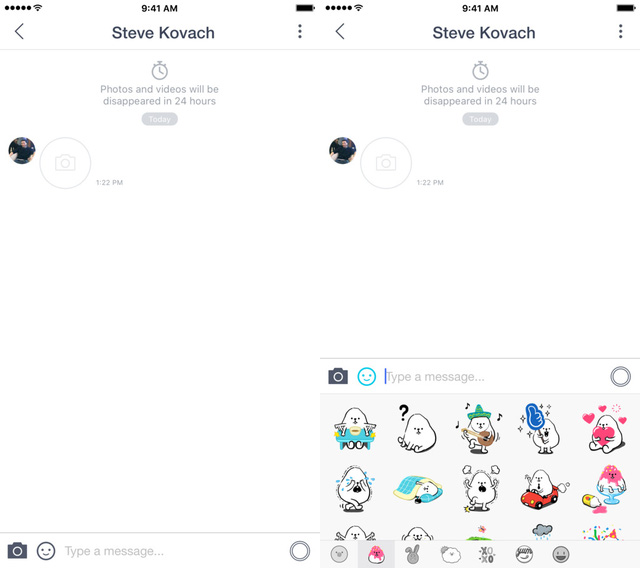 9:41 AM
Steve Kovach
Photos and videos will be
disappeared in 24 hours
Today
1:22 PM
Type a message...
9:41 AM
Steve Kovach
Photos and videos will be
disappeared in 24 hours
Today
1:22 PM
Type a message...
?
XO
XO